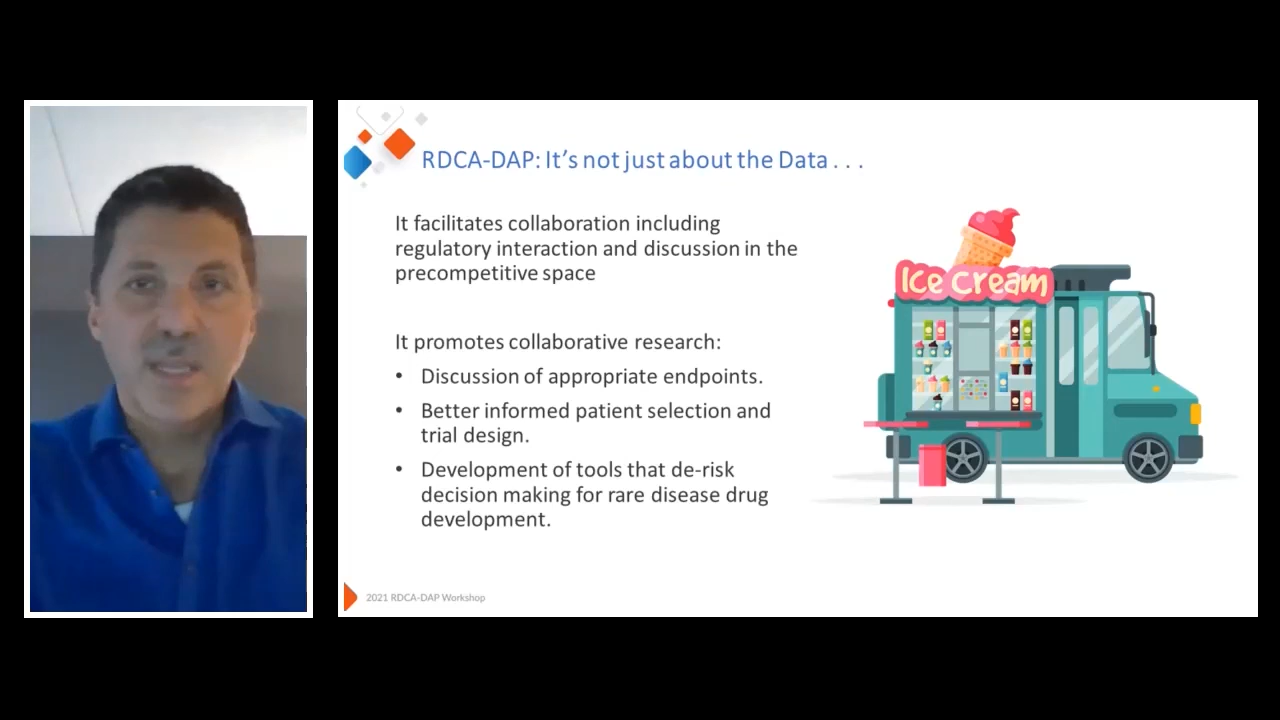 RDCA-DAP: It's not just about the Data . . .
It facilitates collaboration including
regulatory interaction and discussion in the
precompetitive space
It promotes collaborative research:
• Discussion of appropriate endpoints.
• Better informed patient selection and
trial design.
• Development of tools that de-risk
decision making for rare disease drug
development.
Ice Cream
2021 RDCA-DAP Workshop